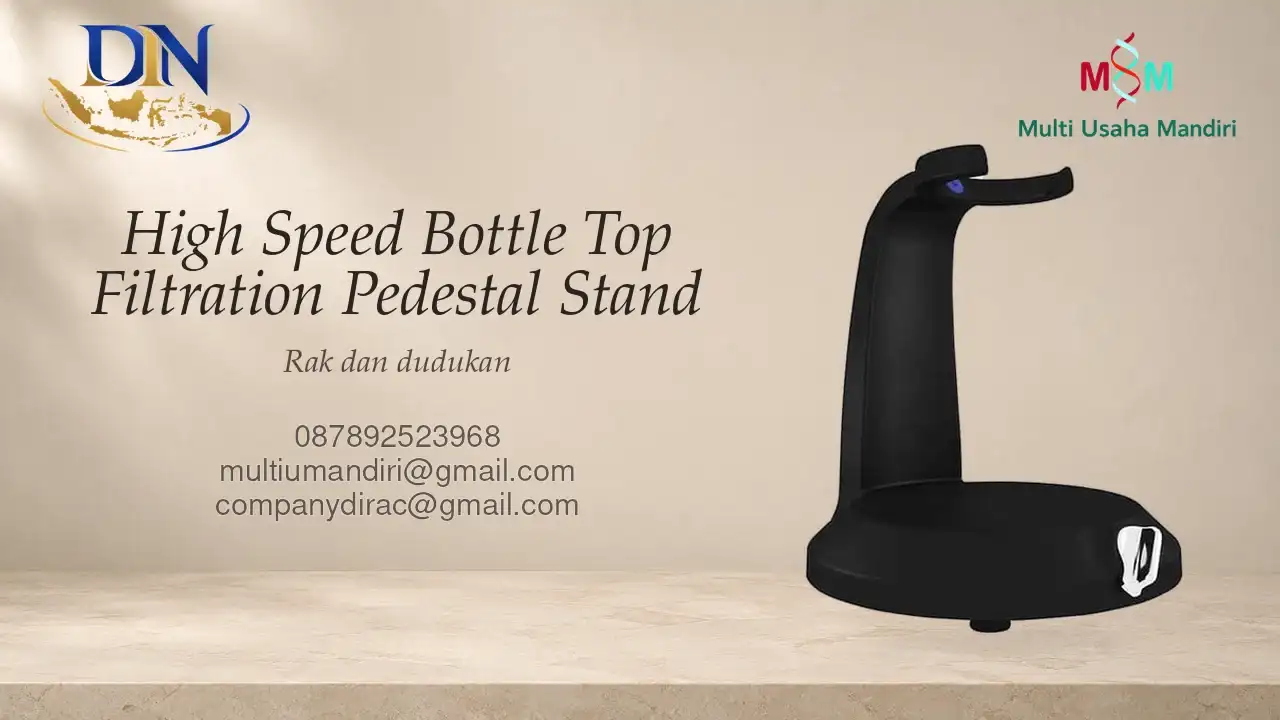 DN
M M
Multi Usaha Mandiri
High Speed Bottle Top
Filtration Pedestal Stand
Rak dan dudukan
087892523968
multiumandiri@gmail.com
companydirac@gmail.com